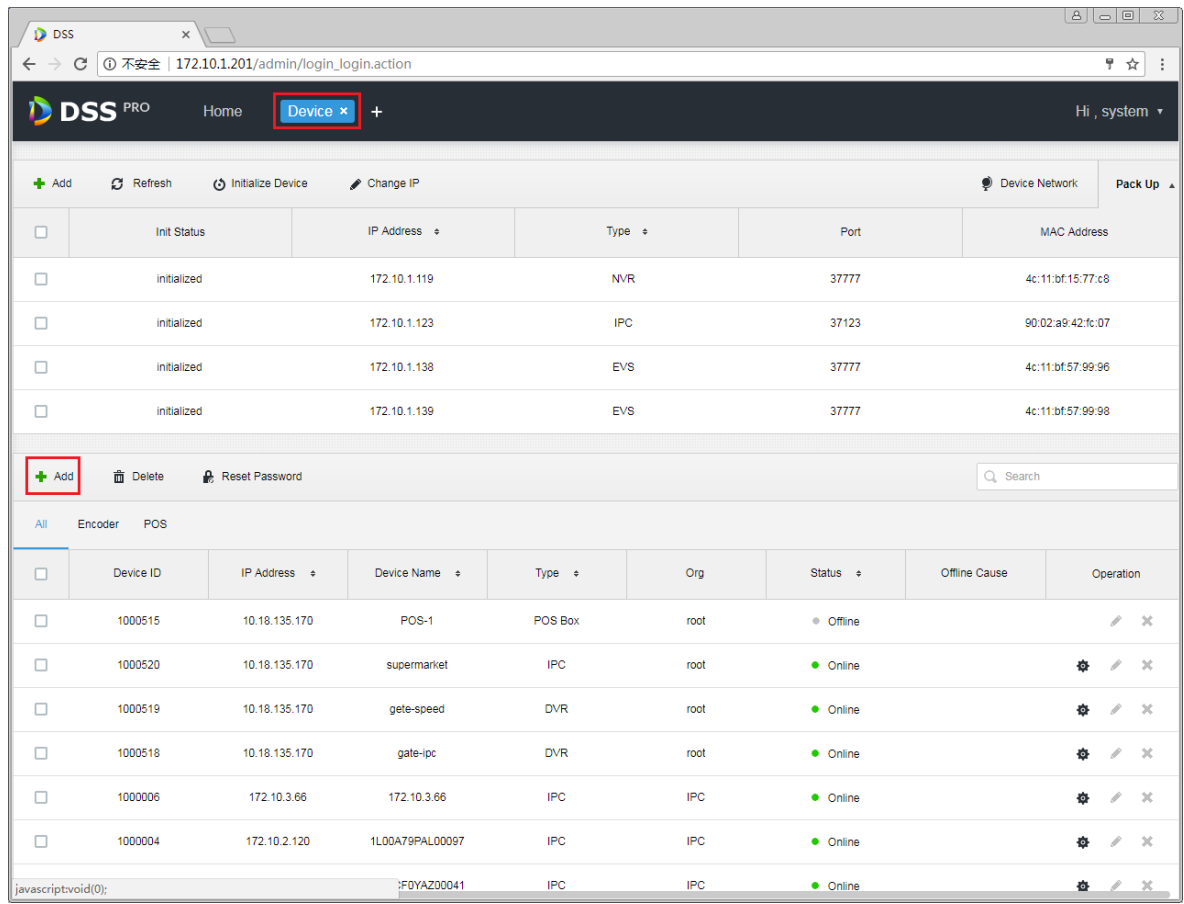 DSS
不安全 172.10.1.201/admin/login_login.action
DSS PRO Home Device × + Hi , system
Add Refresh Initialize Device Change IP Device Network Pack Up
Init Status IP Address Type Port MAC Address
initialized 172.10.1.119 NVR 37777 4c:11:bf:15:77:c8
initialized 172.10.1.123 IPC 37123 90:02:a9:42:fc:07
initialized 172.10.1.138 EVS 37777 4c:11:bf:57:99:96
initialized 172.10.1.139 EVS 37777 4c:11:bf:57:99:98
Add Delete Reset Password Search
All Encoder POS
Device ID IP Address Device Name Type Org Status Offline Cause Operation
1000515 10.18.135.170 POS-1 POS Box root Offline
1000520 10.18.135.170 supermarket IPC root Online
1000519 10.18.135.170 gete-speed DVR root Online
1000518 10.18.135.170 gate-ipc DVR root Online
1000006 172.10.3.66 172.10.3.66 IPC IPC Online
1000004 172.10.2.120 1L00A79PAL00097 IPC IPC Online
CF0YAZ00041 IPC IPC Online
javascript:void(0);